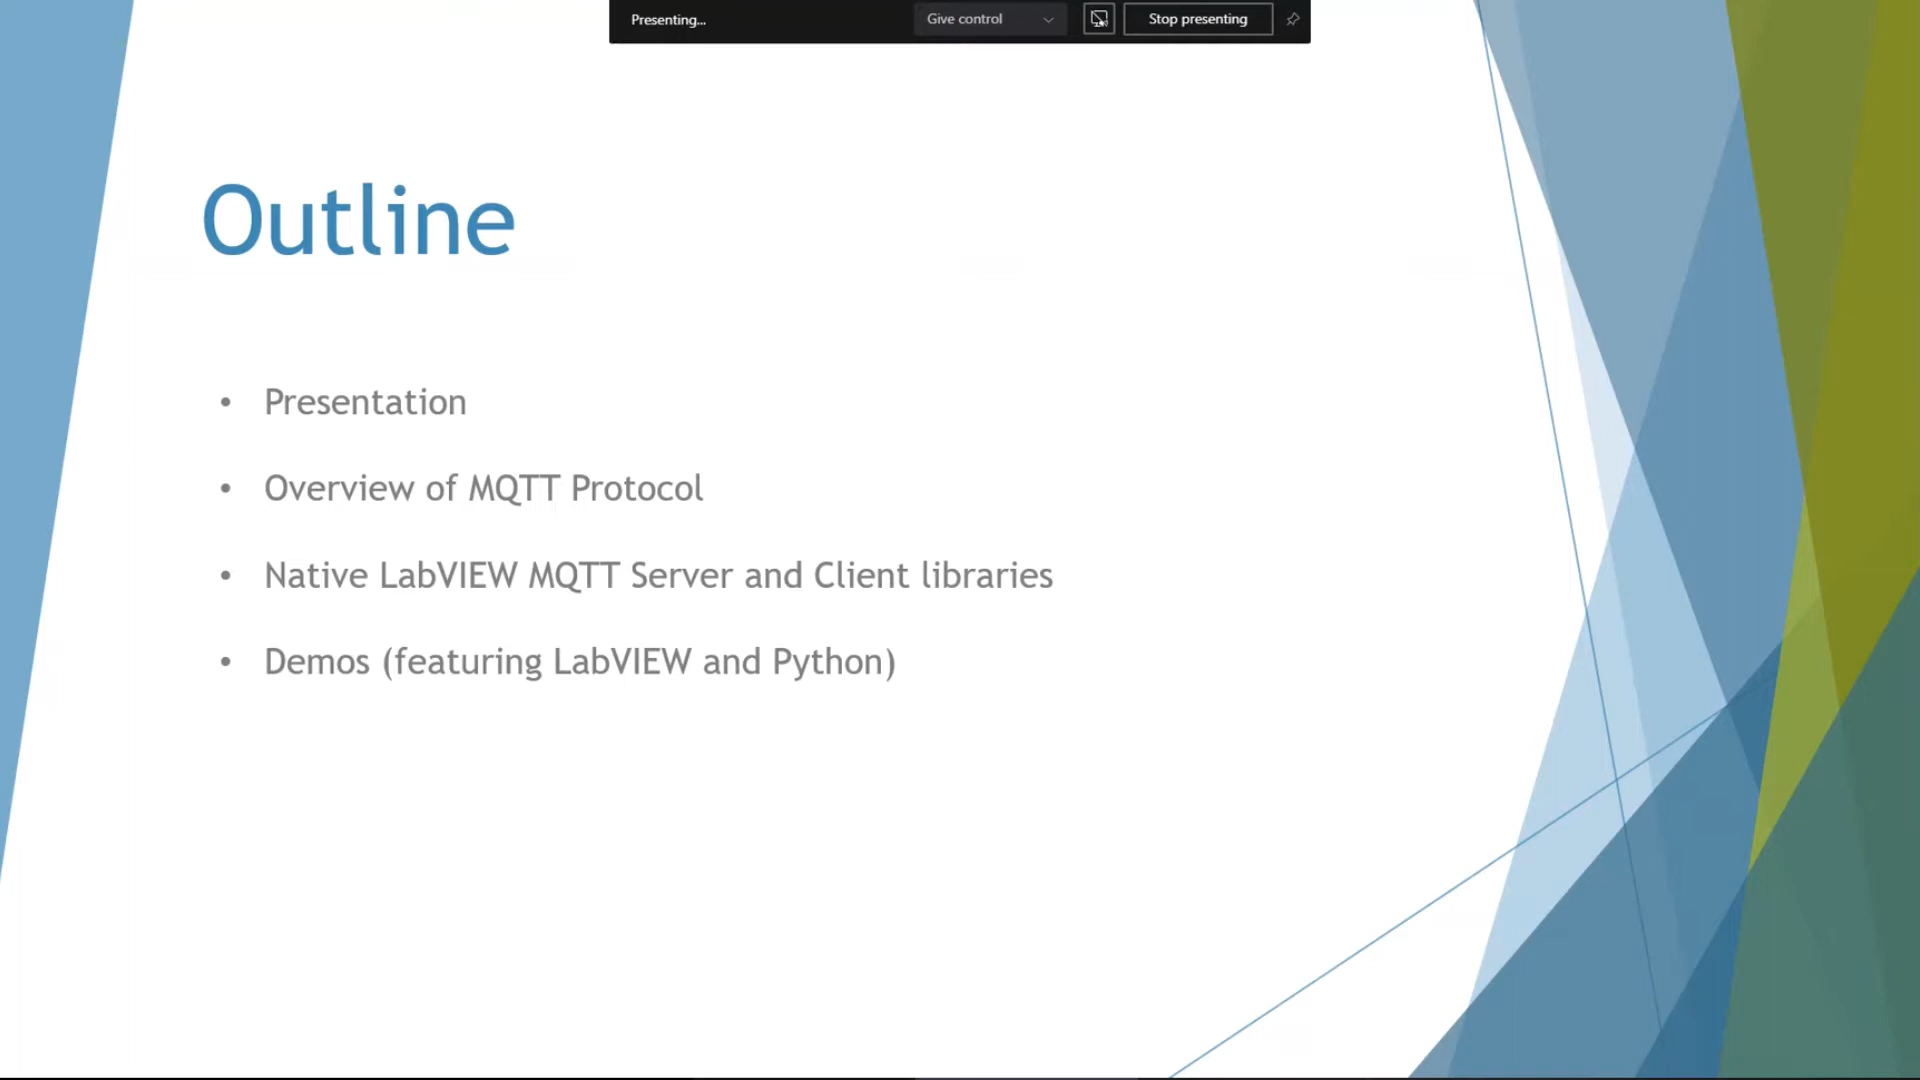 Presenting...
Give control
Stop presenting
Outline
• Presentation
• Overview of MQTT Protocol
• Native LabVIEW MQTT Server and Client libraries
• Demos (featuring LabVIEW and Python)